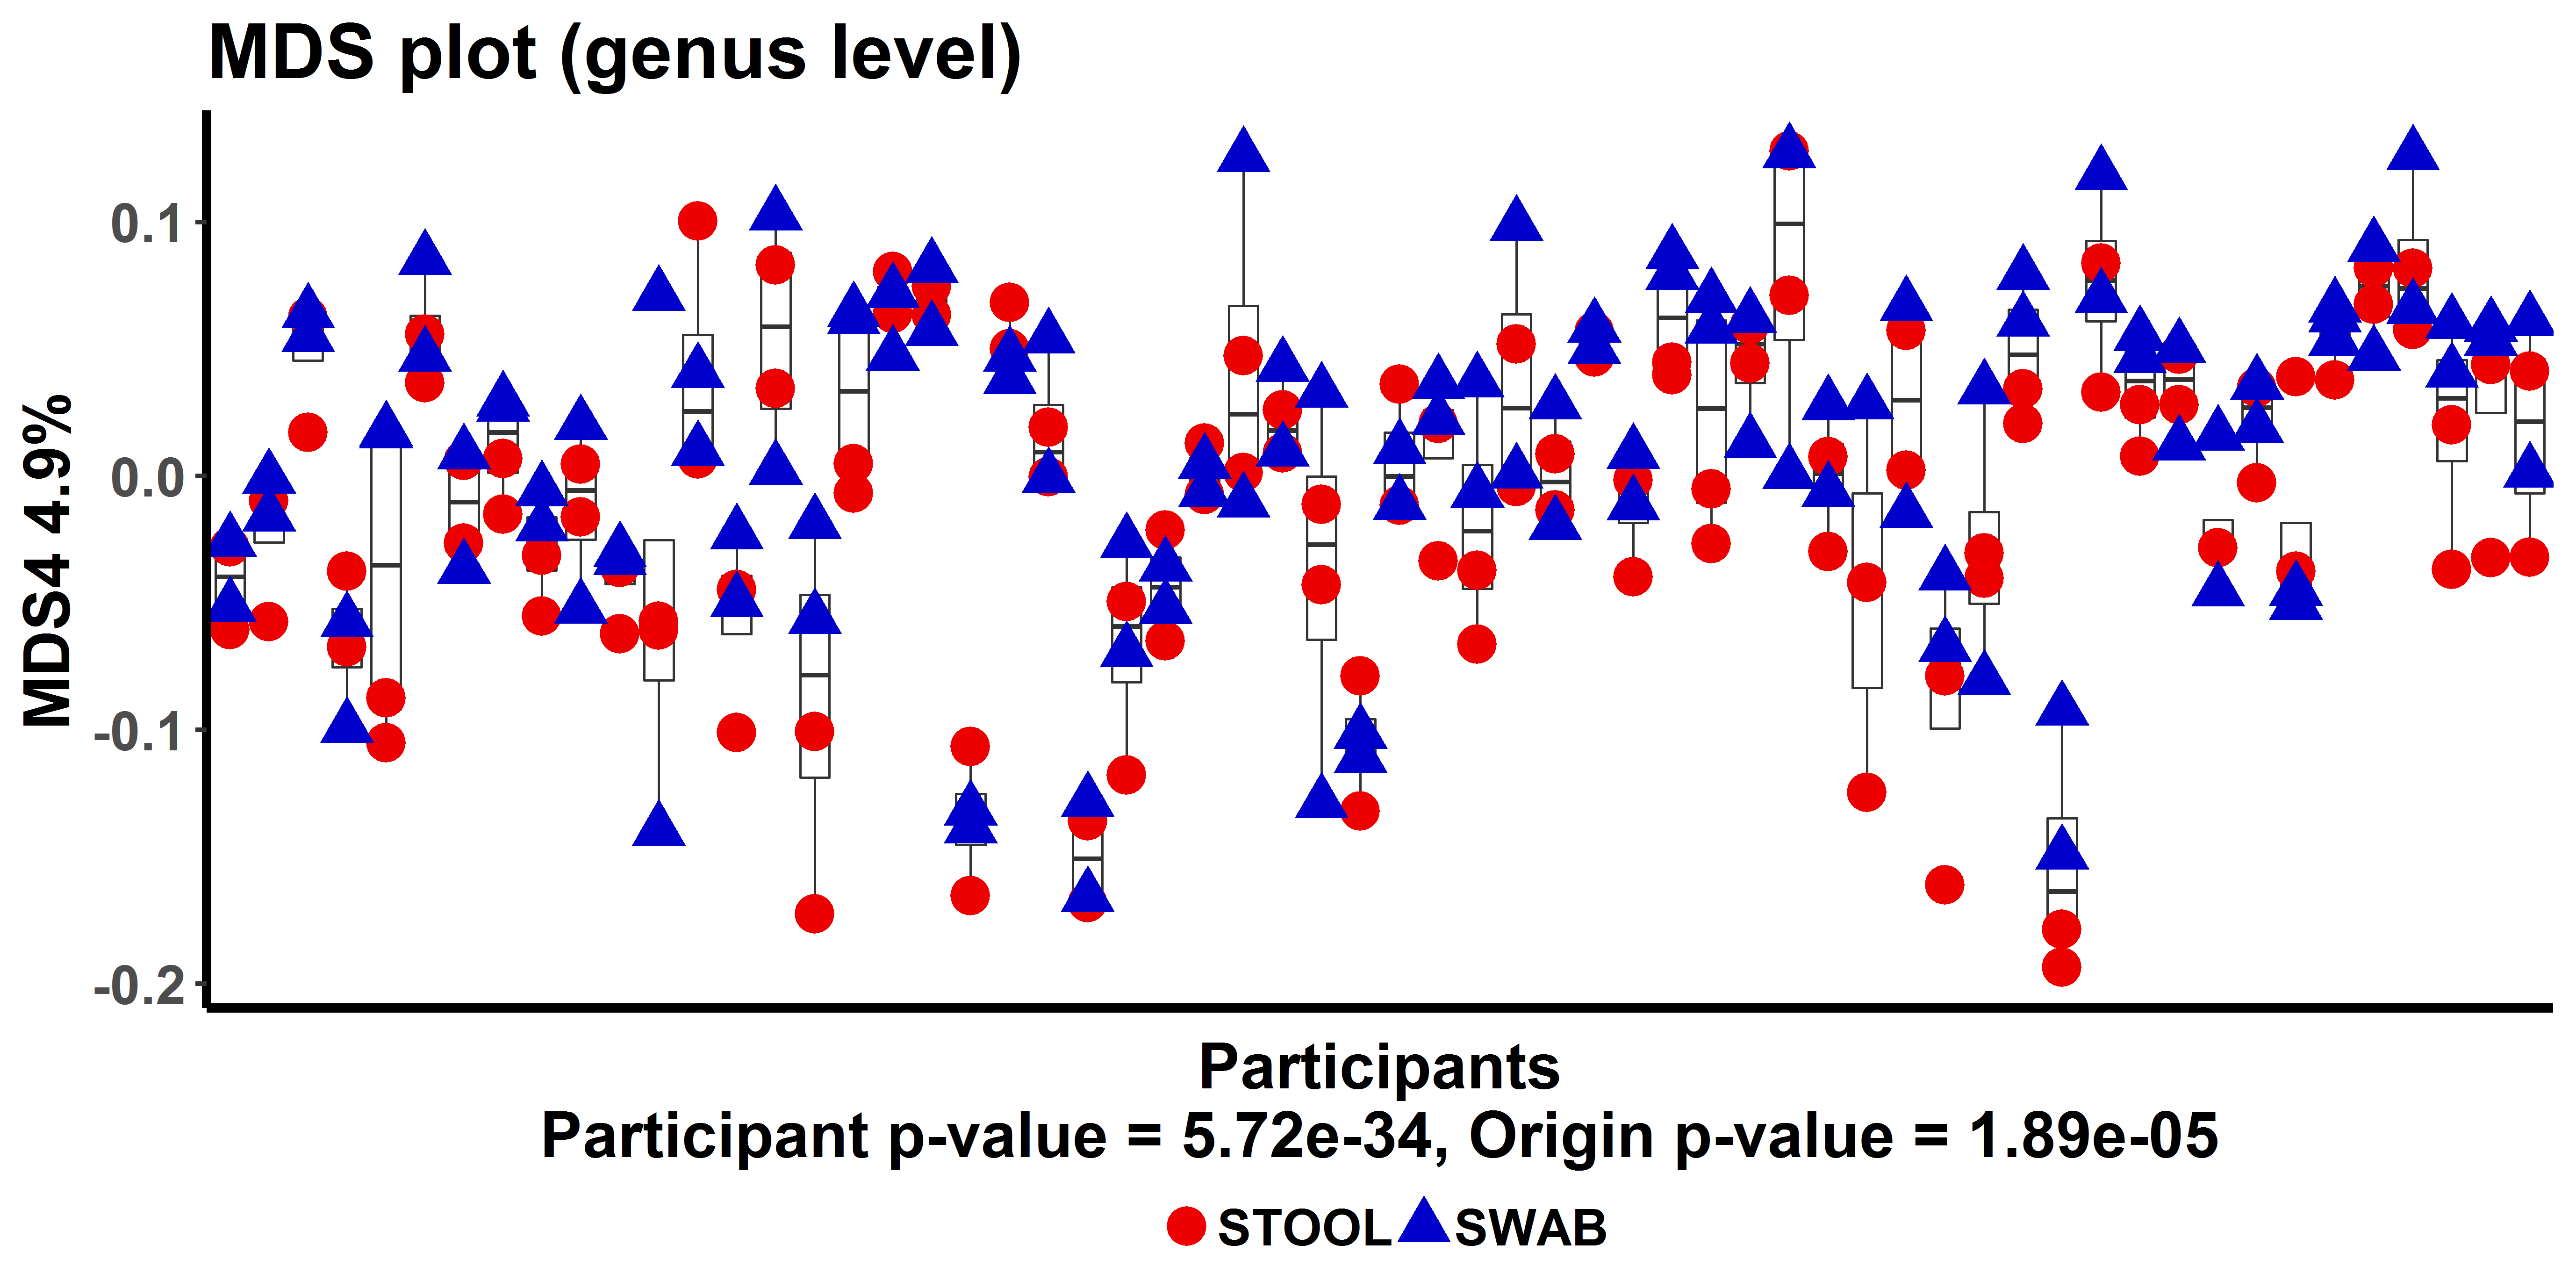 MDS plot (genus level)
MDS4 4.9%
0.1
0.0
-0.1
-0.2
Participants
Participant p-value = 5.72e-34, Origin p-value = 1.89e-05
STOOL SWAB